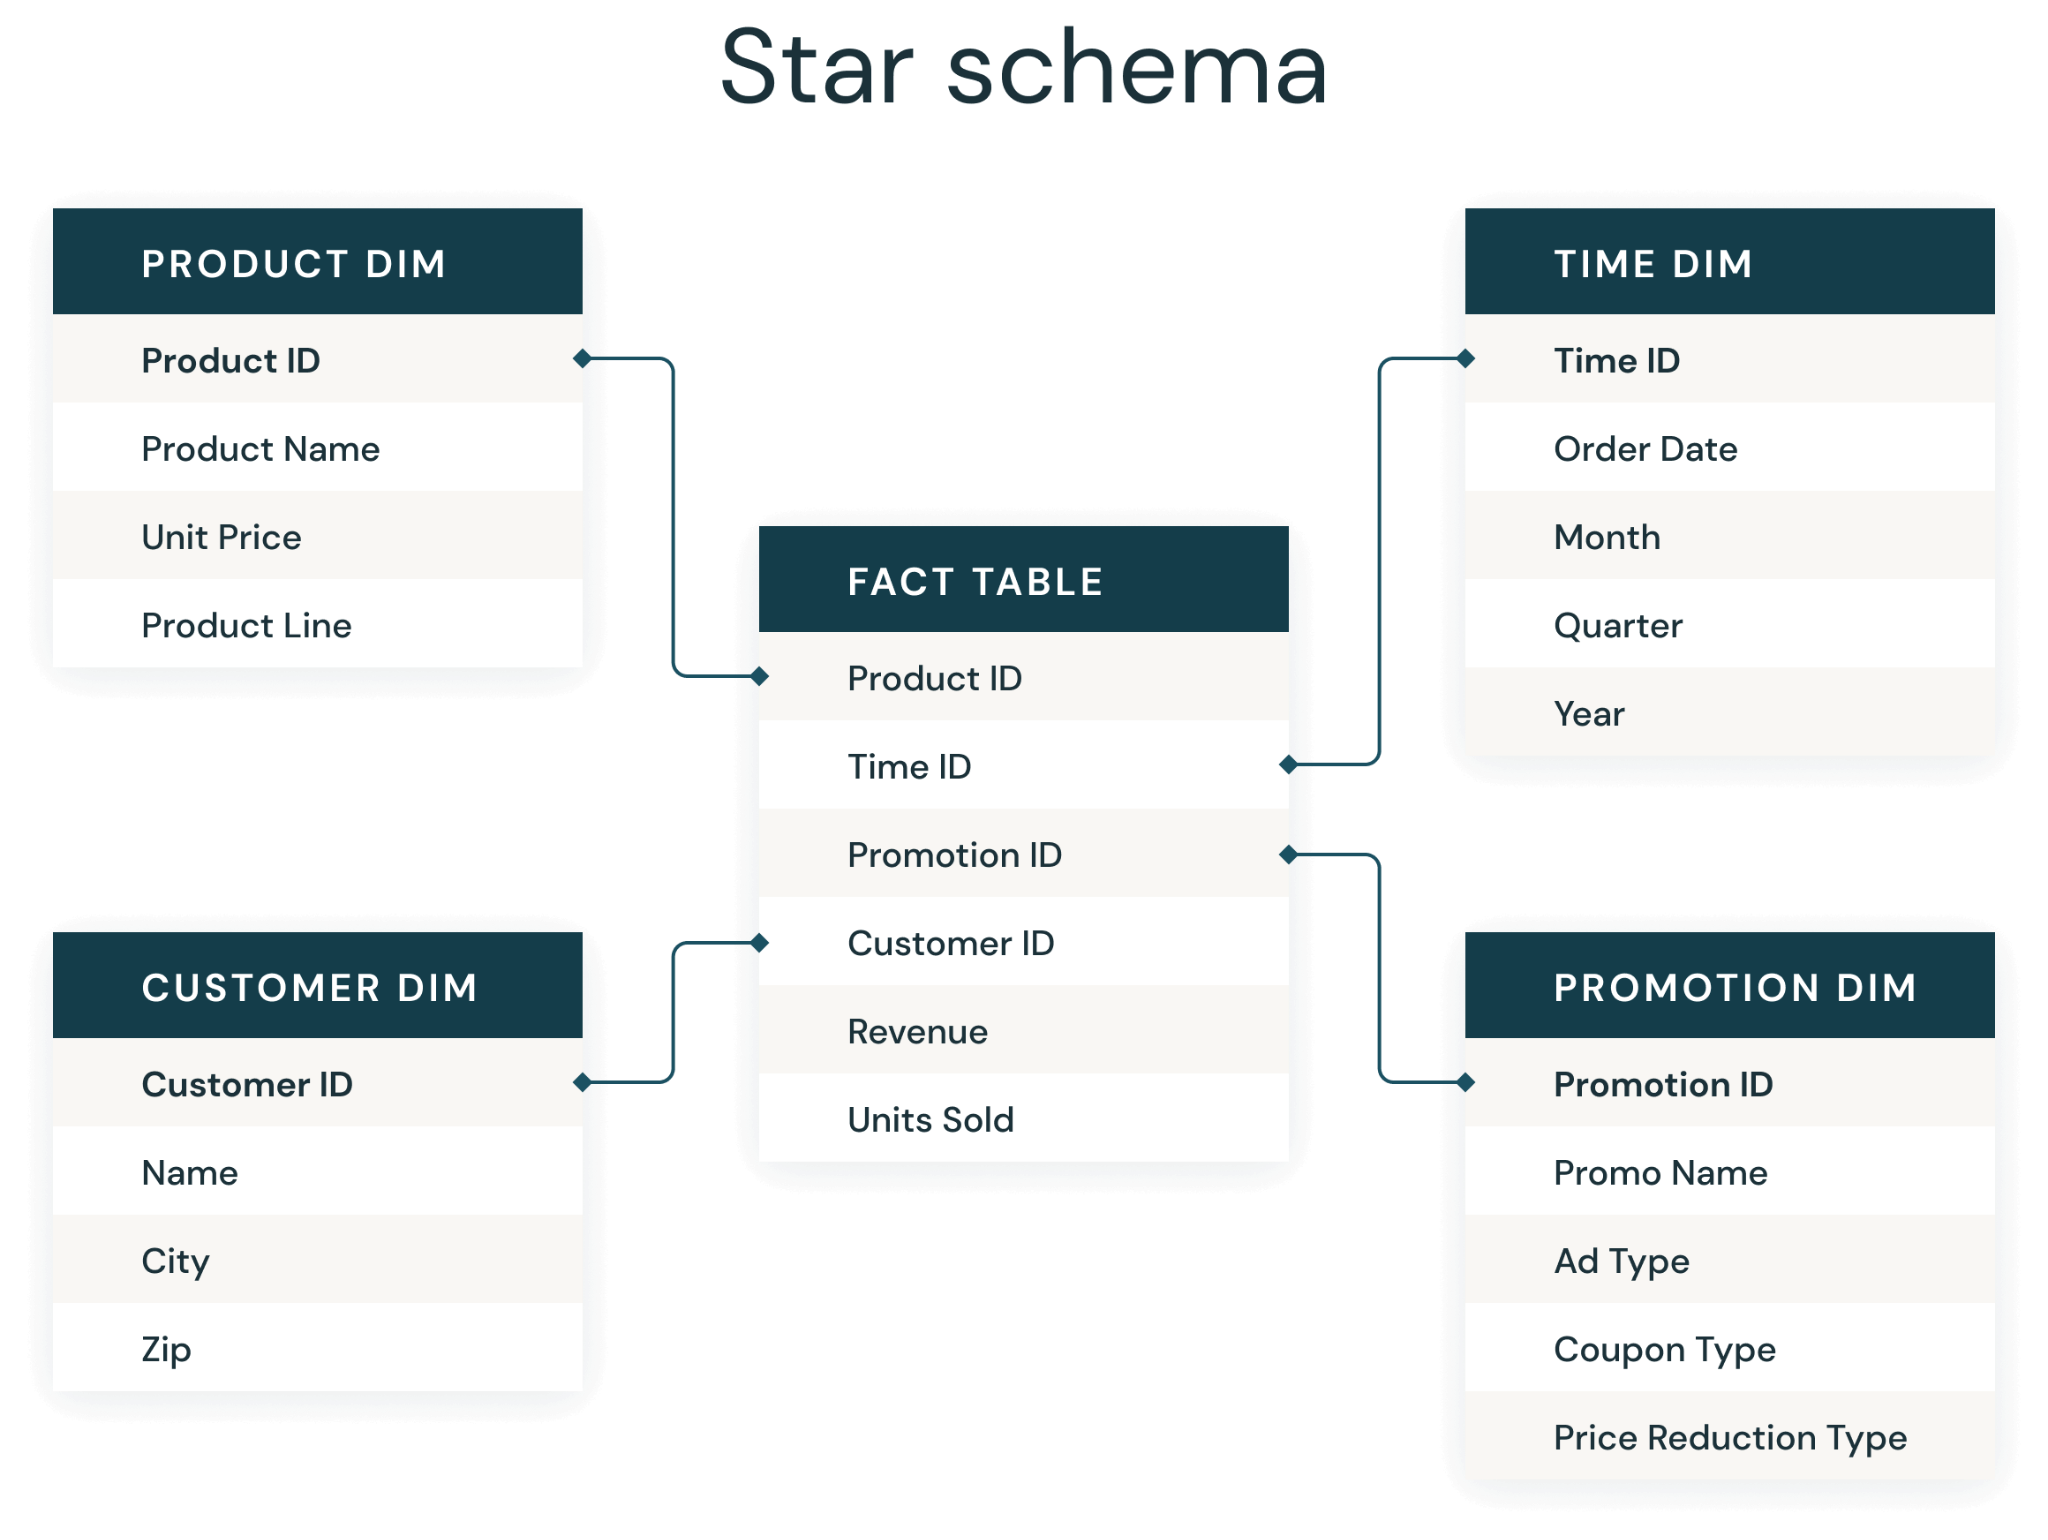 Star schema
PRODUCT DIM
Product ID
Product Name
Unit Price
Product Line
TIME DIM
Time ID
Order Date
Month
Quarter
Year
FACT TABLE
Product ID
Time ID
Promotion ID
Customer ID
Revenue
Units Sold
CUSTOMER DIM
Customer ID
Name
City
Zip
PROMOTION DIM
Promotion ID
Promo Name
Ad Type
Coupon Type
Price Reduction Type